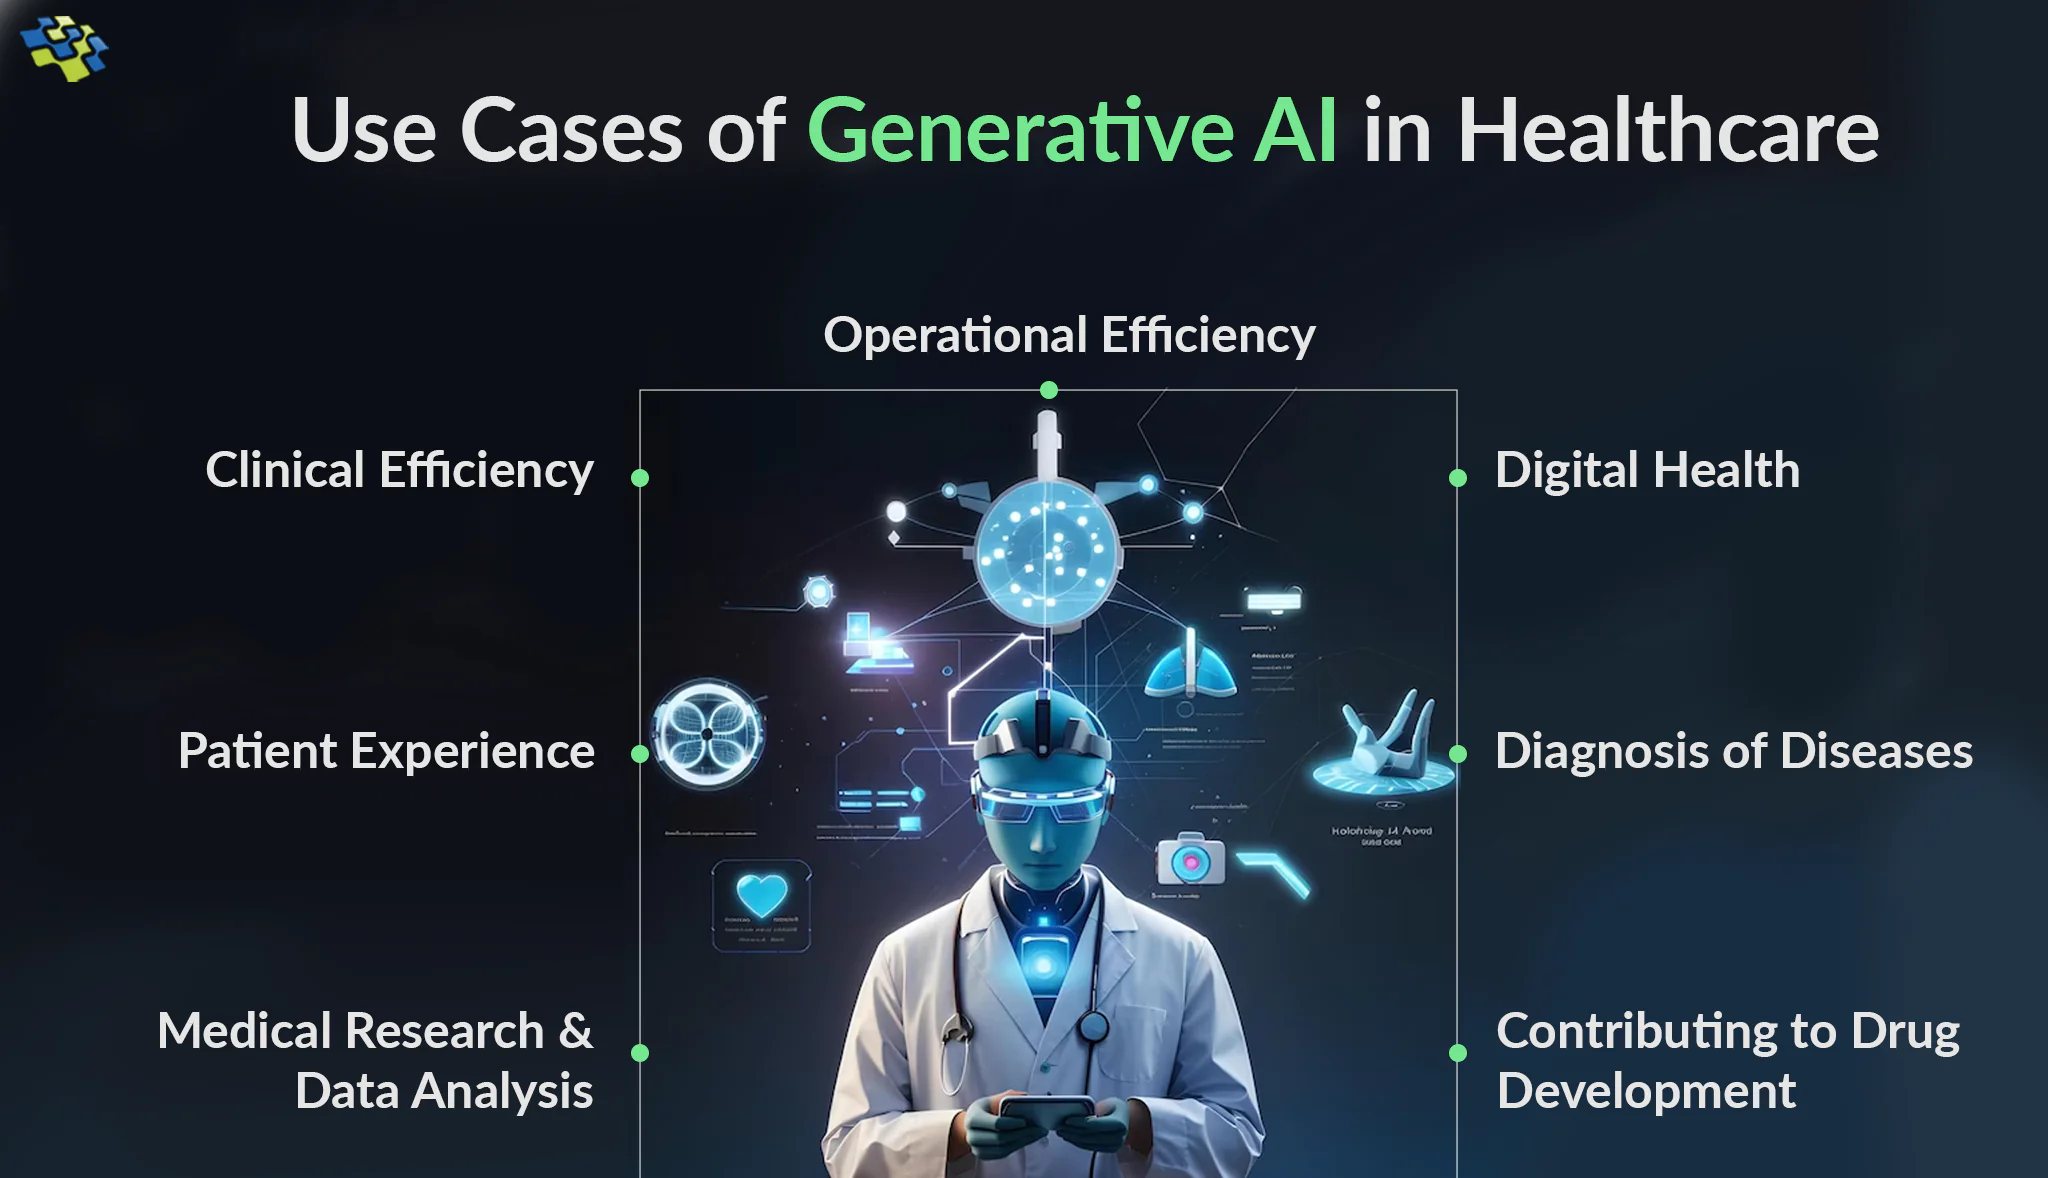 Use Cases of Generative AI in Healthcare
Operational Efficiency
Clinical Efficiency
Digital Health
Patient Experience
Diagnosis of Diseases
Medical Research &
Data Analysis
Contributing to Drug
Development